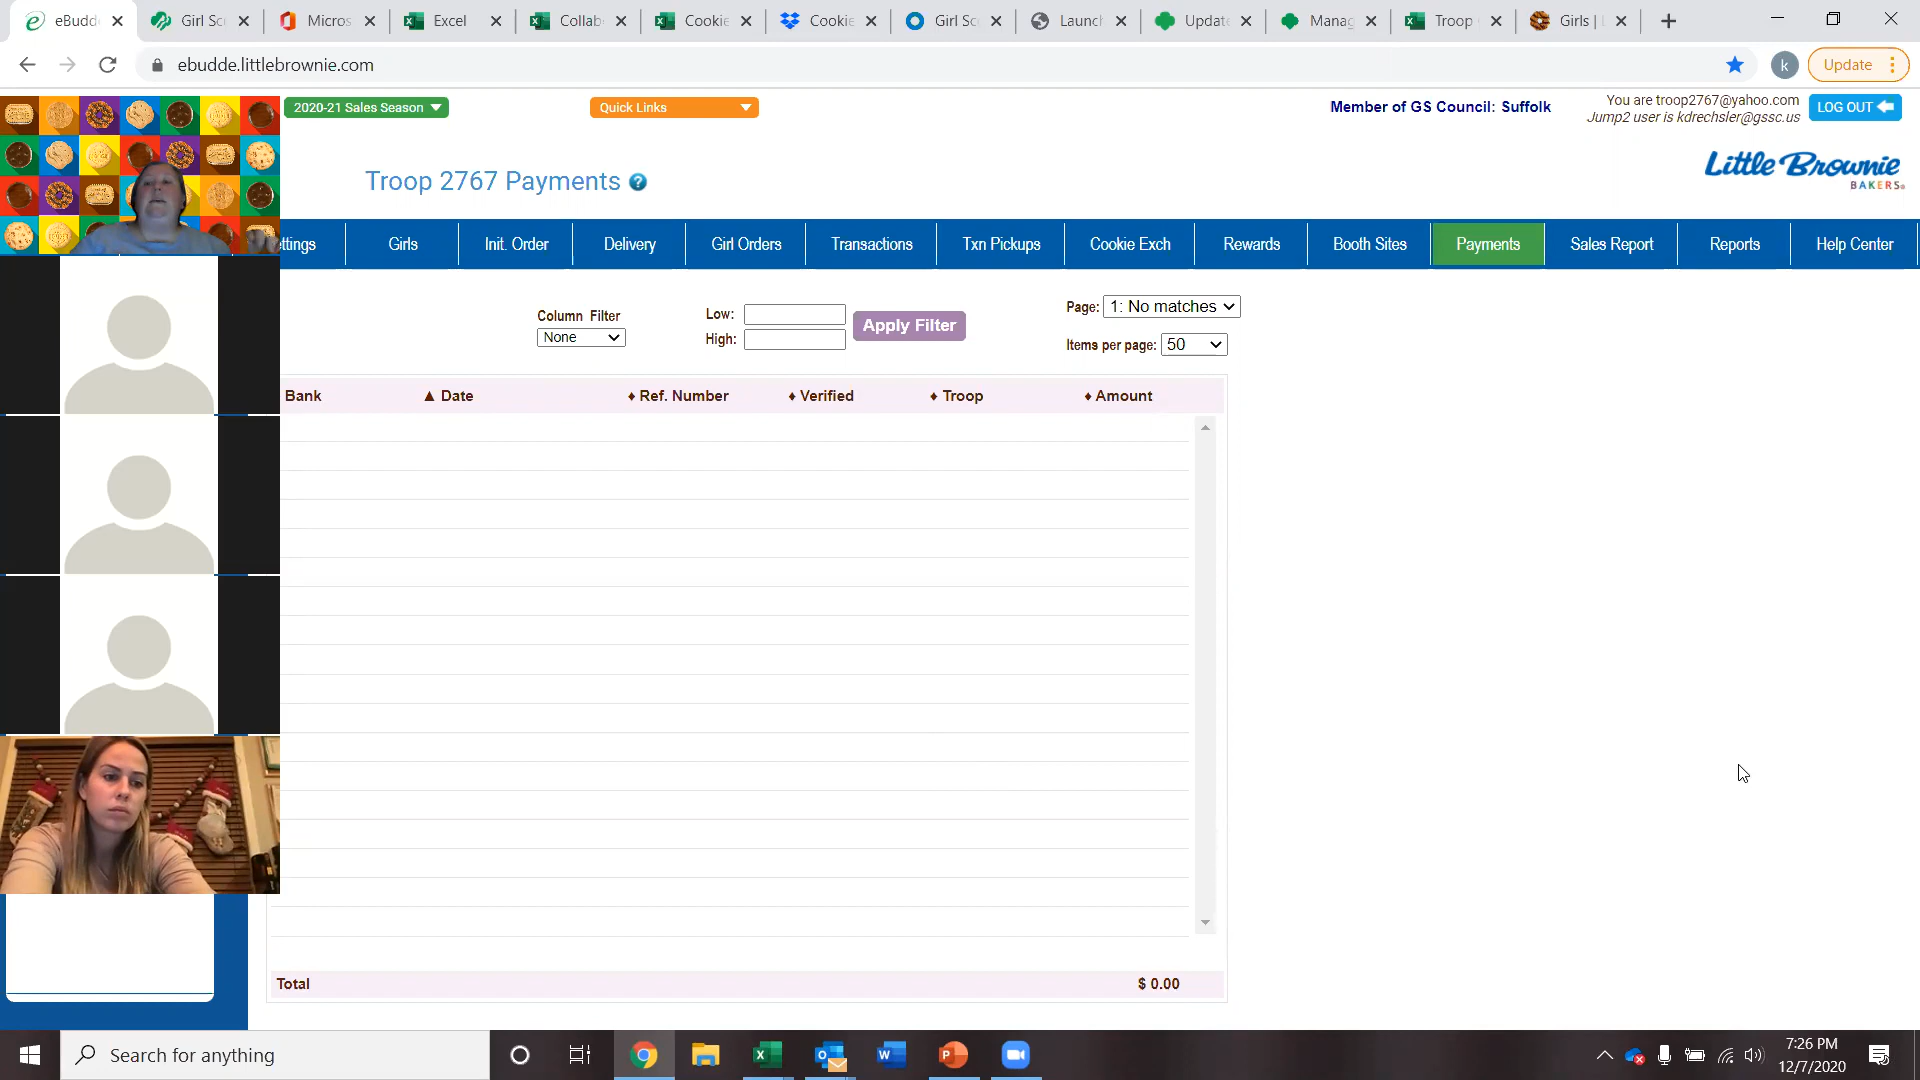 eBudd
Girl Sc
Micros
Excel
Collab
Cookie
Cookie
Girl Sc
Launch
Update
Manag
Troop
Girls |
ebudde.littlebrownie.com
k
Update
2020-21 Sales Season
Quick Links
Member of GS Council: Suffolk
You are troop2767@yahoo.com
Jump2 user is kdrechsler@gssc.us
LOG OUT
Troop 2767 Payments ?
Little Brownie
BAKERS
ettings
Girls
Init. Order
Delivery
Girl Orders
Transactions
Txn Pickups
Cookie Exch
Rewards
Booth Sites
Payments
Sales Report
Reports
Help Center
Column Filter
None
Low:
High:
Apply Filter
Page: 1: No matches
Items per page: 50
Bank
▲ Date
♦ Ref. Number
♦ Verified
♦ Troop
♦ Amount
Total
$ 0.00
Search for anything
7:26 PM
12/7/2020